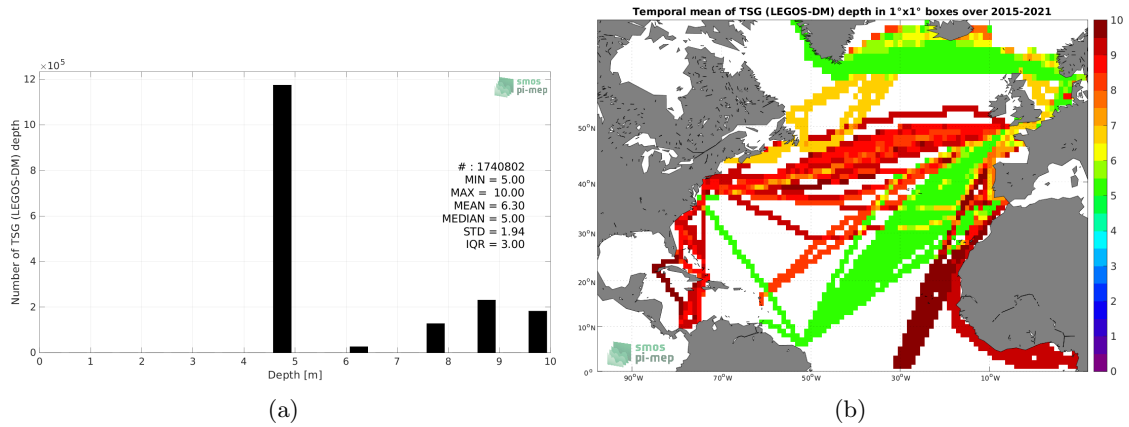 ×10⁵
12
10
8
6
4
2
0
Number of TSG (LEGOS-DM) depth
smos
pi-mep
# : 1740802
MIN = 5.00
MAX = 10.00
MEAN = 6.30
MEDIAN = 5.00
STD = 1.94
IQR = 3.00
0 1 2 3 4 5 6 7 8 9 10
Depth [m]
(a)
Temporal mean of TSG (LEGOS-DM) depth in 1°x1° boxes over 2015-2021
50°N
40°N
30°N
20°N
10°N
0°
90°W 70°W 50°W 30°W 10°W
smos
pi-mep
10
9
8
7
6
5
4
3
2
1
0
(b)